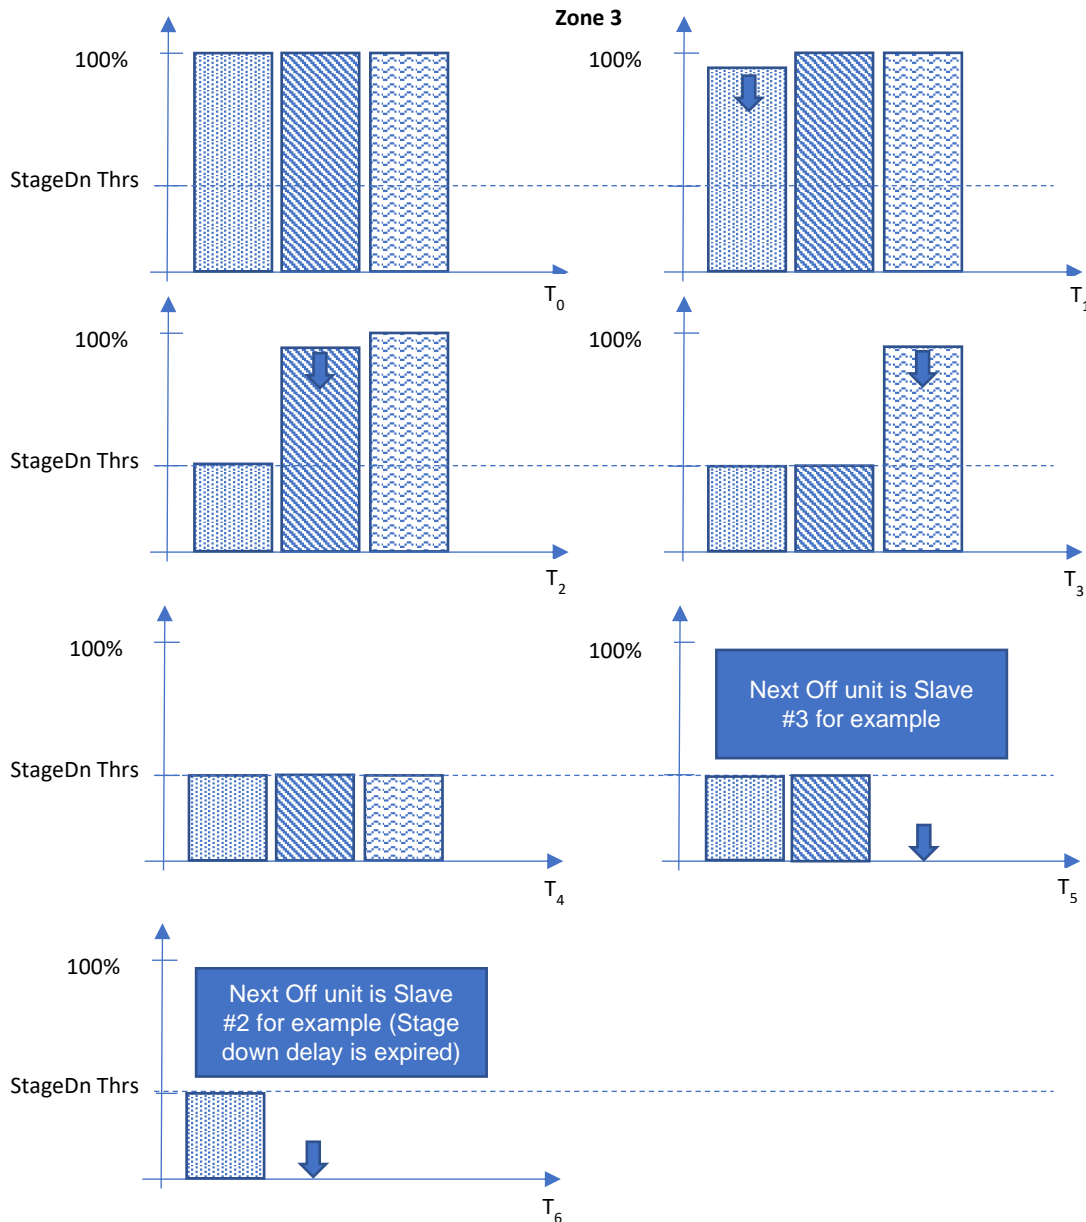 Zone 3
100%
StageDn Thrs
T0
100%
T1
100%
StageDn Thrs
T2
100%
T3
100%
StageDn Thrs
T4
100%
Next Off unit is Slave
#3 for example
T5
100%
Next Off unit is Slave
#2 for example (Stage
down delay is expired)
StageDn Thrs
T6